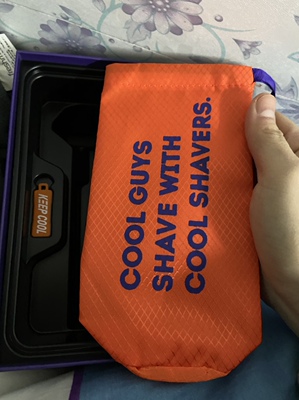 KEEP COOL
COOL GUYS
SHAVE WITH
COOL SHAVERS.